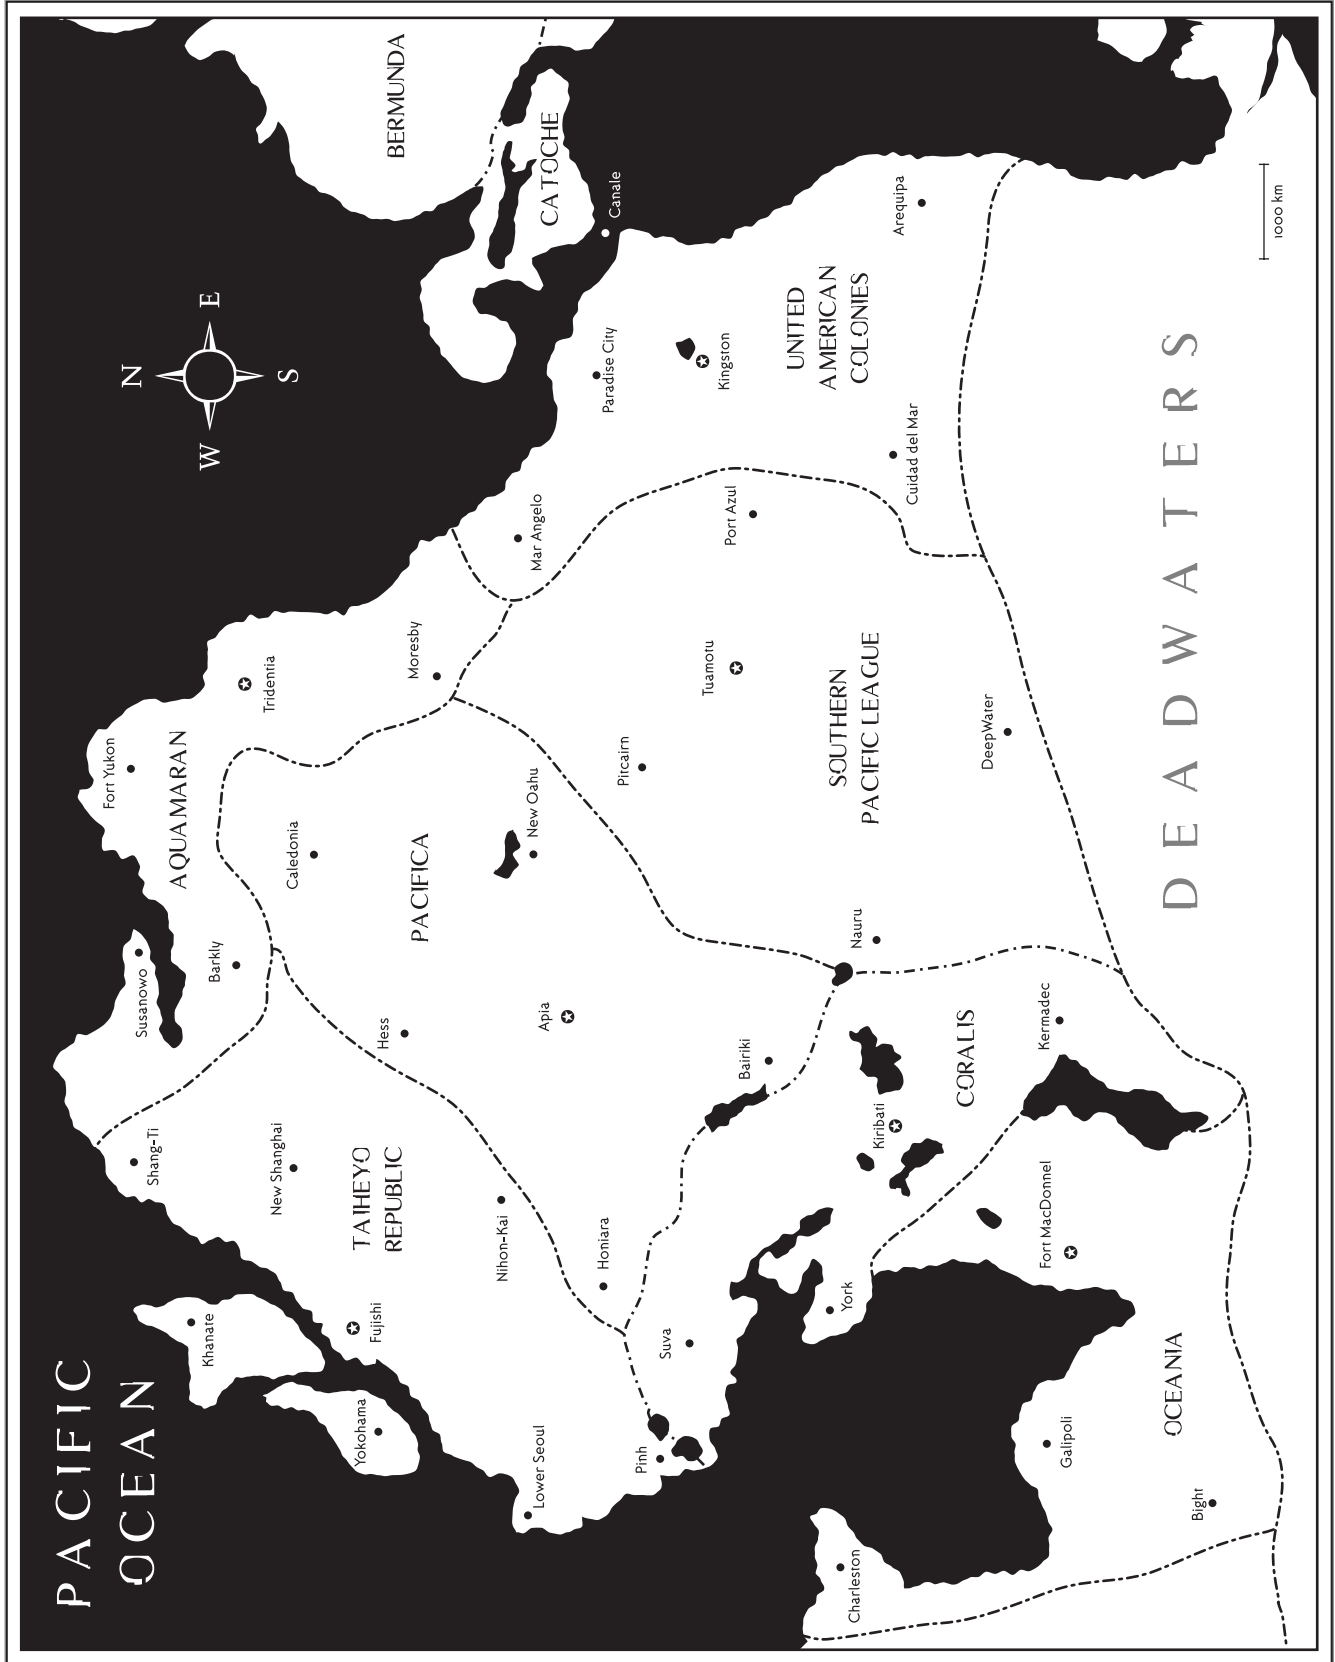 PACIFIC
OCEAN
N
W
E
S
BERMUNDA
CATOCHE
Canale
Fort Yukon
AQUAMARAN
Tridentia
Moresby
Susanowo
Barkly
Shang-Ti
New Shanghai
TAIHEYO
REPUBLIC
Khanate
Fujishi
Yokohama
Lower Seoul
Nihon-Kai
Caledonia
PACIFICA
New Oahu
Hess
Apia
Honiara
Bairiki
Mar Angelo
Paradise City
Kingston
UNITED
AMERICAN
COLONIES
Arequipa
Cuidad del Mar
Port Azul
Tuamotu
Pitcairn
SOUTHERN
PACIFIC LEAGUE
DeepWater
Nauru
Pinh
Suva
York
Kiribati
CORALIS
Kermadec
Fort MacDonnel
OCEANIA
Galipoli
Bight
Charleston
DEADWATERS
1000 km